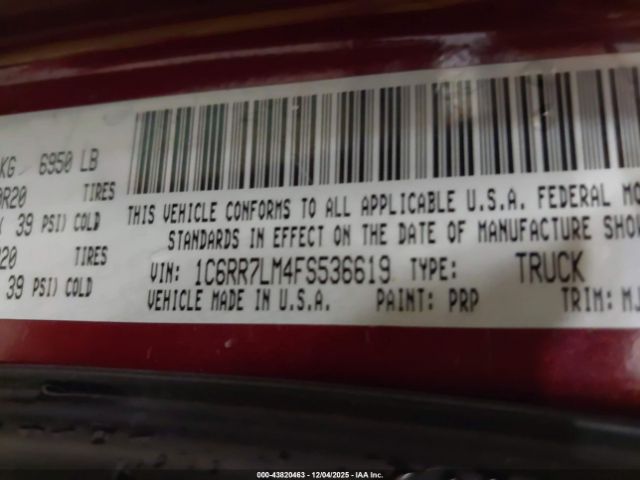 KG 6950 LB
R20 TIRES
39 PSI) COLD
20 TIRES
39 PSI) COLD
THIS VEHICLE CONFORMS TO ALL APPLICABLE U.S.A. FEDERAL MO
STANDARDS IN EFFECT ON THE DATE OF MANUFACTURE SHOW
VIN: 1C6RR7LM4FS536619 TYPE: TRUCK
VEHICLE MADE IN U.S.A. PAINT: PRP TRIM: MJ
000-43820463 - 12/04/2025 - IAA Inc.